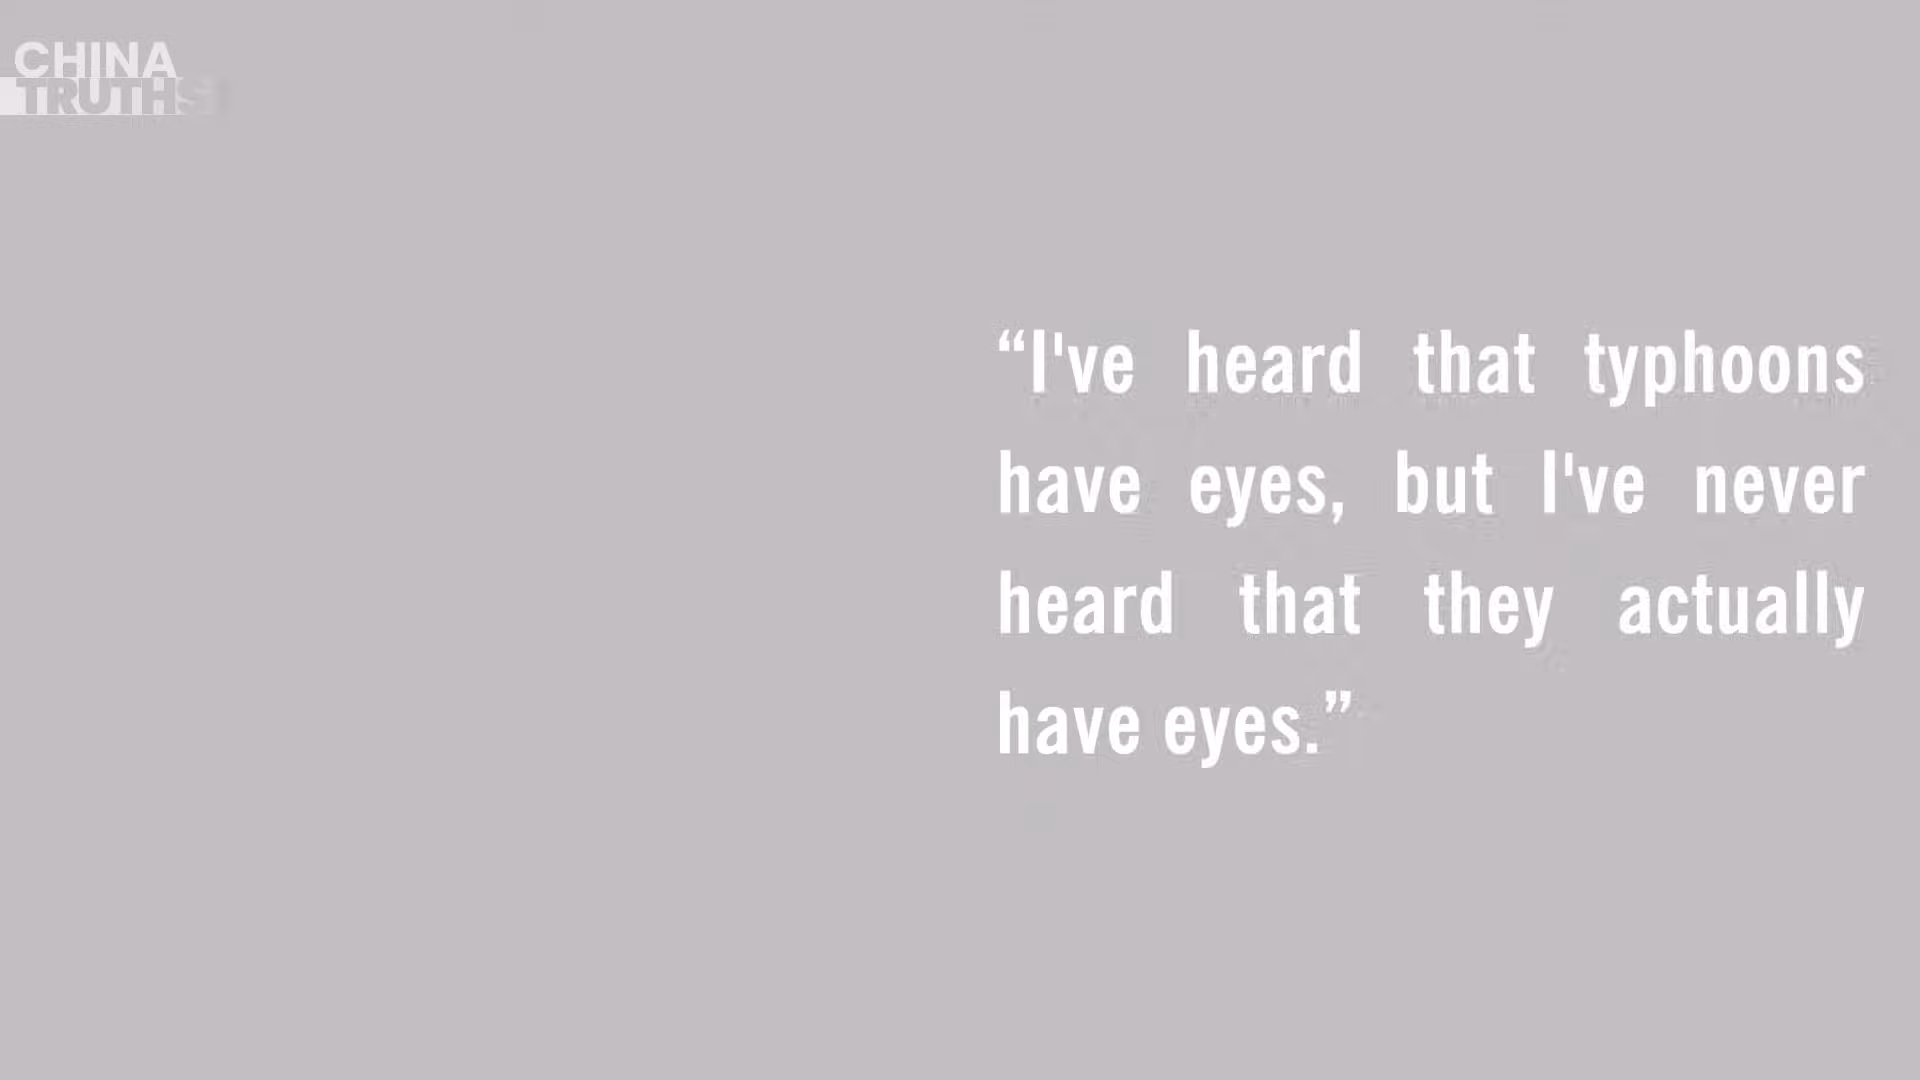 CHINA
TRUTHS
“I've heard that typhoons
have eyes, but I've never
heard that they actually
have eyes.”